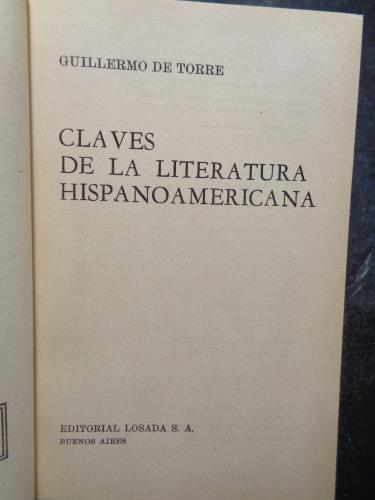 GUILLERMO DE TORRE
CLAVES
DE LA LITERATURA
HISPANOAMERICANA
EDITORIAL LOSADA S. A.
BUENOS AIRES